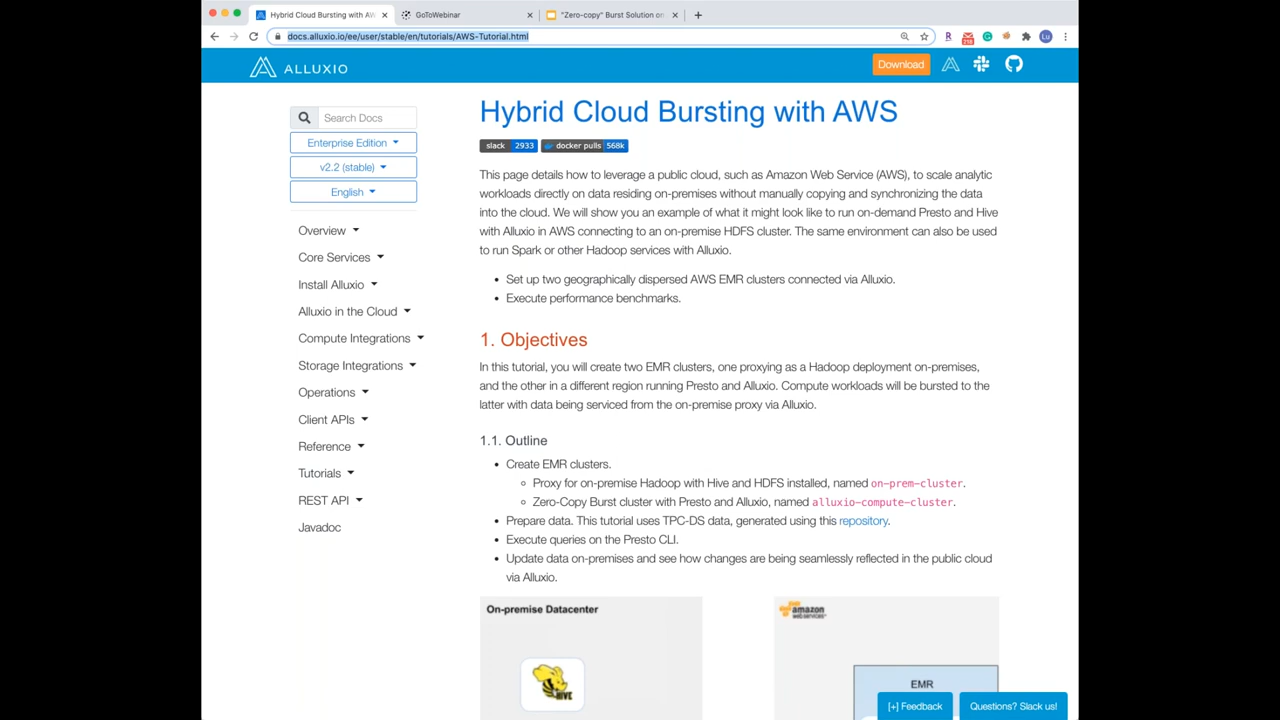 Hybrid Cloud Bursting with AW
GoToWebinar
"Zero-copy" Burst Solution on
docs.alluxio.io/ee/user/stable/en/tutorials/AWS-Tutorial.html
ALLUXIO
Download
Search Docs
Enterprise Edition
v2.2 (stable)
English
Overview
Core Services
Install Alluxio
Alluxio in the Cloud
Compute Integrations
Storage Integrations
Operations
Client APIs
Reference
Tutorials
REST API
Javadoc
Hybrid Cloud Bursting with AWS
slack 2933 docker pulls 568k
This page details how to leverage a public cloud, such as Amazon Web Service (AWS), to scale analytic
workloads directly on data residing on-premises without manually copying and synchronizing the data
into the cloud. We will show you an example of what it might look like to run on-demand Presto and Hive
with Alluxio in AWS connecting to an on-premise HDFS cluster. The same environment can also be used
to run Spark or other Hadoop services with Alluxio.
• Set up two geographically dispersed AWS EMR clusters connected via Alluxio.
• Execute performance benchmarks.
1. Objectives
In this tutorial, you will create two EMR clusters, one proxying as a Hadoop deployment on-premises,
and the other in a different region running Presto and Alluxio. Compute workloads will be bursted to the
latter with data being serviced from the on-premise proxy via Alluxio.
1.1. Outline
• Create EMR clusters.
◦ Proxy for on-premise Hadoop with Hive and HDFS installed, named on-prem-cluster.
◦ Zero-Copy Burst cluster with Presto and Alluxio, named alluxio-compute-cluster.
• Prepare data. This tutorial uses TPC-DS data, generated using this repository.
• Execute queries on the Presto CLI.
• Update data on-premises and see how changes are being seamlessly reflected in the public cloud
via Alluxio.
On-premise Datacenter
HIVE
amazon
webservices
EMR
[+] Feedback
Questions? Slack us!